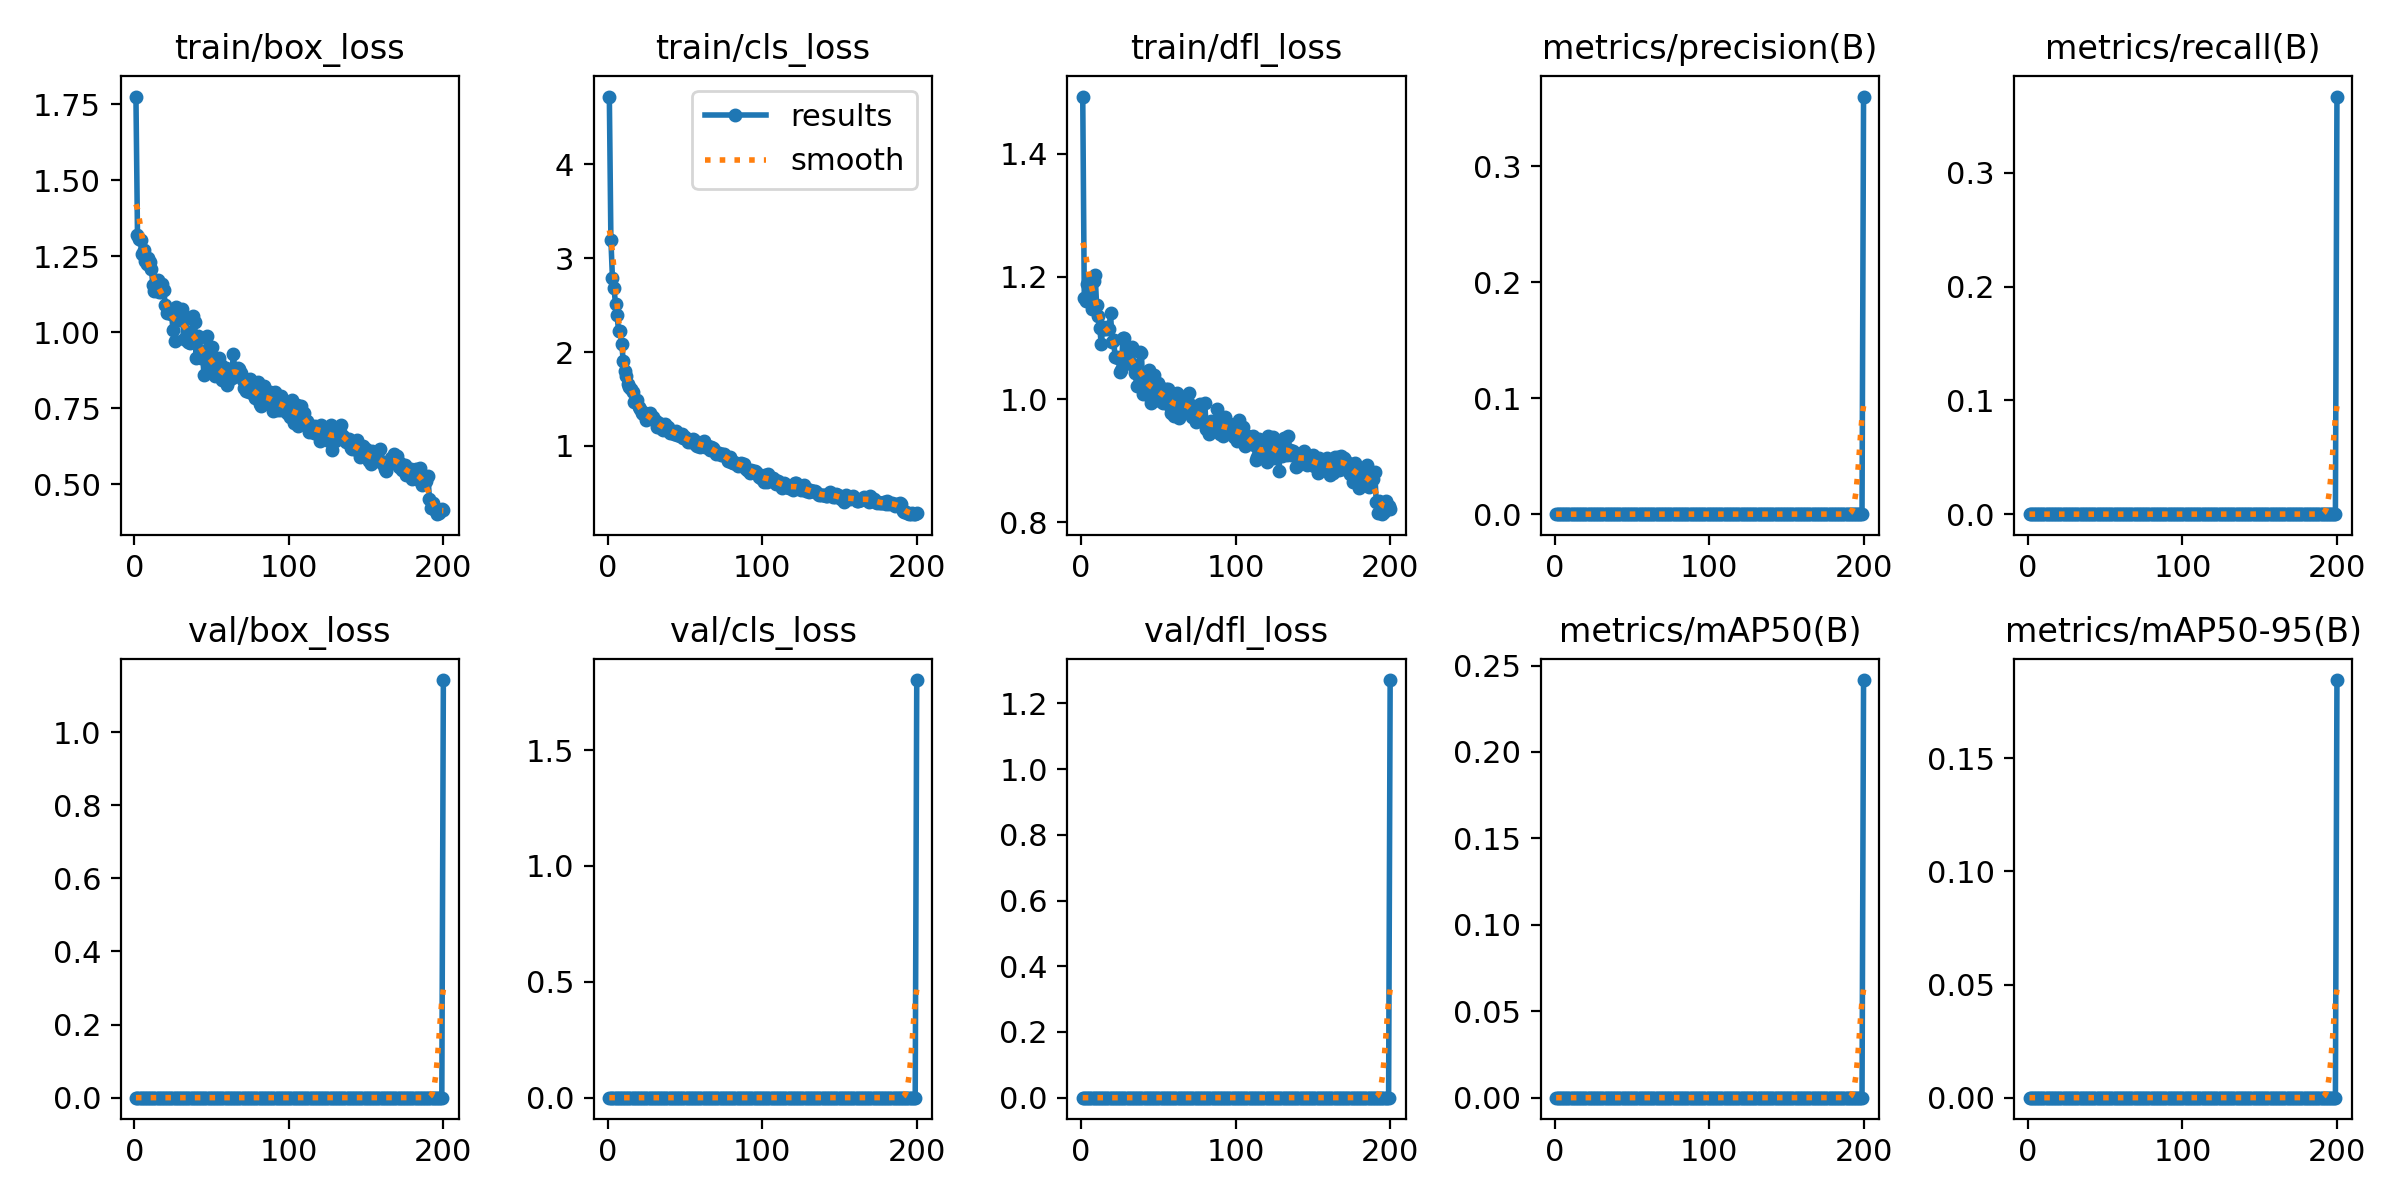 train/box_loss
1.75
1.50
1.25
1.00
0.75
0.50
0 100 200
train/cls_loss
results
smooth
4
3
2
1
0 100 200
train/dfl_loss
1.4
1.2
1.0
0.8
0 100 200
metrics/precision(B)
0.3
0.2
0.1
0.0
0 100 200
metrics/recall(B)
0.3
0.2
0.1
0.0
0 100 200
val/box_loss
1.0
0.8
0.6
0.4
0.2
0.0
0 100 200
val/cls_loss
1.5
1.0
0.5
0.0
0 100 200
val/dfl_loss
1.2
1.0
0.8
0.6
0.4
0.2
0.0
0 100 200
metrics/mAP50(B)
0.25
0.20
0.15
0.10
0.05
0.00
0 100 200
metrics/mAP50-95(B)
0.15
0.10
0.05
0.00
0 100 200